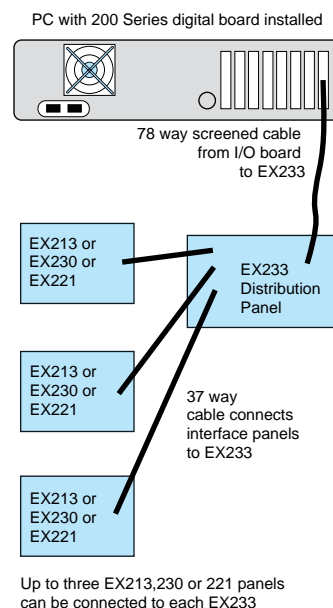 PC with 200 Series digital board installed
78 way screened cable
from I/O board
to EX233
EX213 or
EX230 or
EX221
EX233
Distribution
Panel
EX213 or
EX230 or
EX221
37 way
cable connects
interface panels
to EX233
EX213 or
EX230 or
EX221
Up to three EX213,230 or 221 panels
can be connected to each EX233